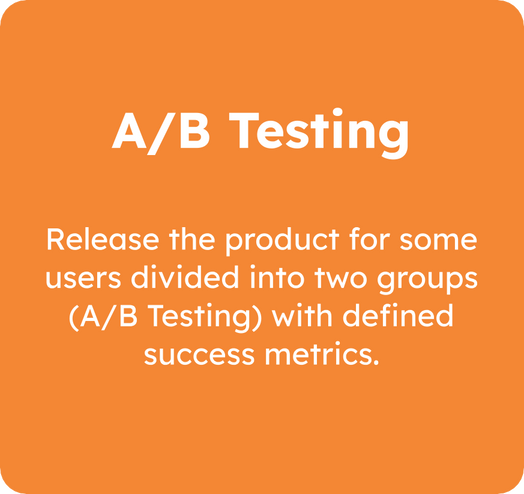 A/B Testing
Release the product for some
users divided into two groups
(A/B Testing) with defined
success metrics.